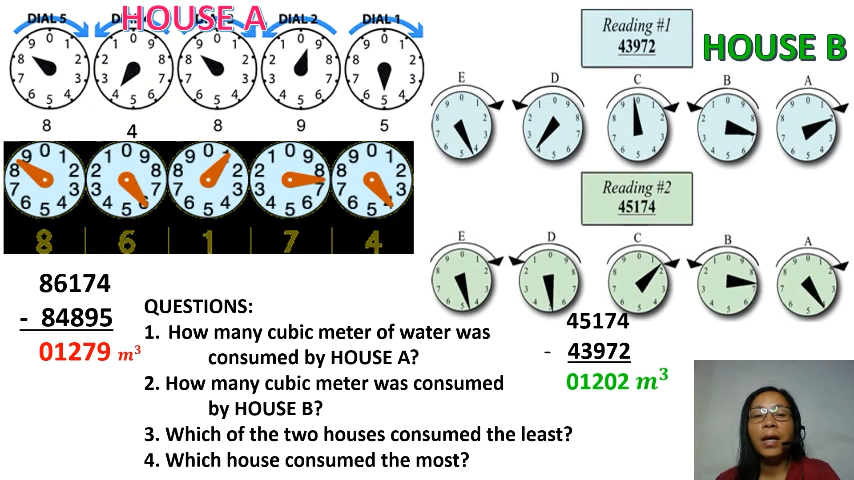 HOUSE A
DIAL 5 DIAL 2 DIAL 1
8 4 8 9 5
8 6 1 7 4
86174
- 84895
01279 m³
Reading #1
43972
HOUSE B
E D C B A
Reading #2
45174
E D C B A
45174
- 43972
01202 m³
QUESTIONS:
1. How many cubic meter of water was
consumed by HOUSE A?
2. How many cubic meter was consumed
by HOUSE B?
3. Which of the two houses consumed the least?
4. Which house consumed the most?